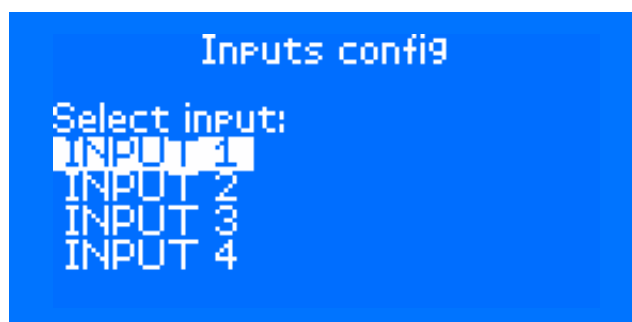 Inputs config
Select input:
INPUT 1
INPUT 2
INPUT 3
INPUT 4